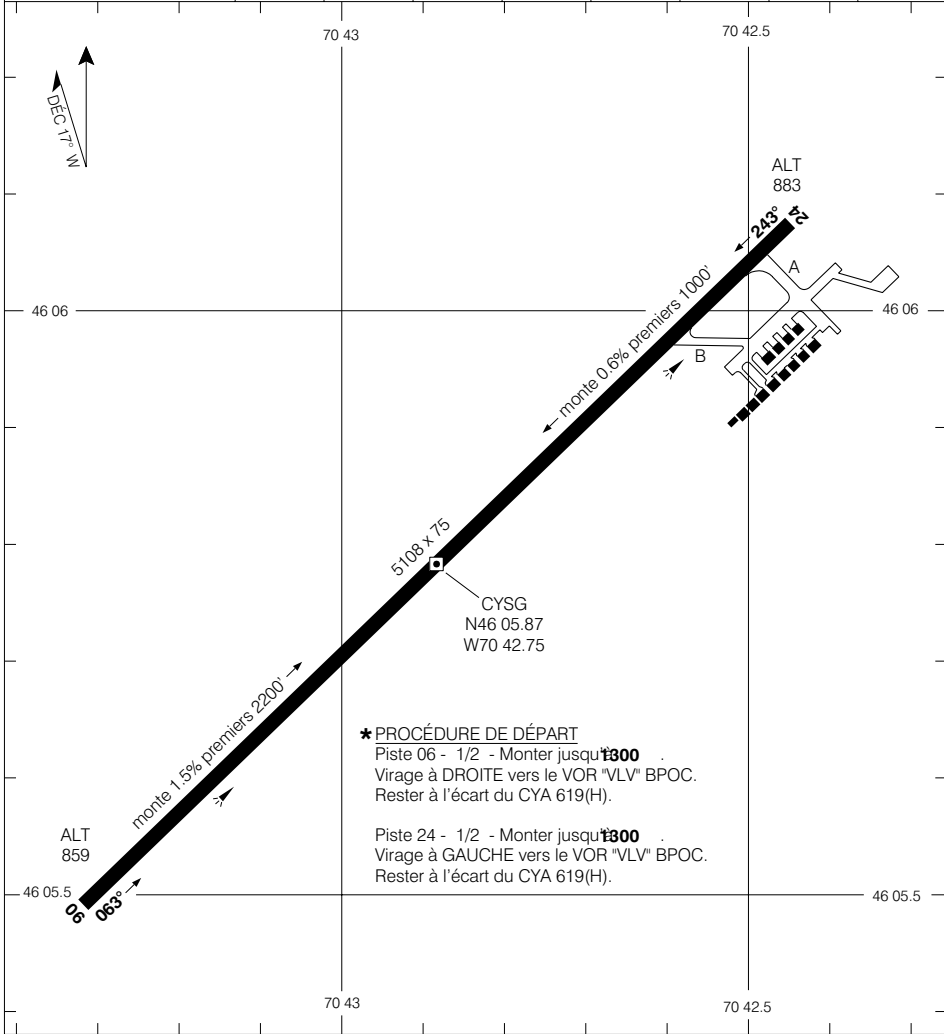 70 43
70 42.5
DÉC 17° W
ALT
883
24
243°
A
monte 0.6% premiers 1000'
46 06
46 06
B
5108 x 75
CYSG
N46 05.87
W70 42.75
monte 1.5% premiers 2200'
* PROCÉDURE DE DÉPART
Piste 06 - 1/2 - Monter jusqu'à 1300 .
Virage à DROITE vers le VOR "VLV" BPOC.
Rester à l'écart du CYA 619(H).
Piste 24 - 1/2 - Monter jusqu'à 1300 .
Virage à GAUCHE vers le VOR "VLV" BPOC.
Rester à l'écart du CYA 619(H).
ALT
859
46 05.5
06
063°
46 05.5
70 43
70 42.5